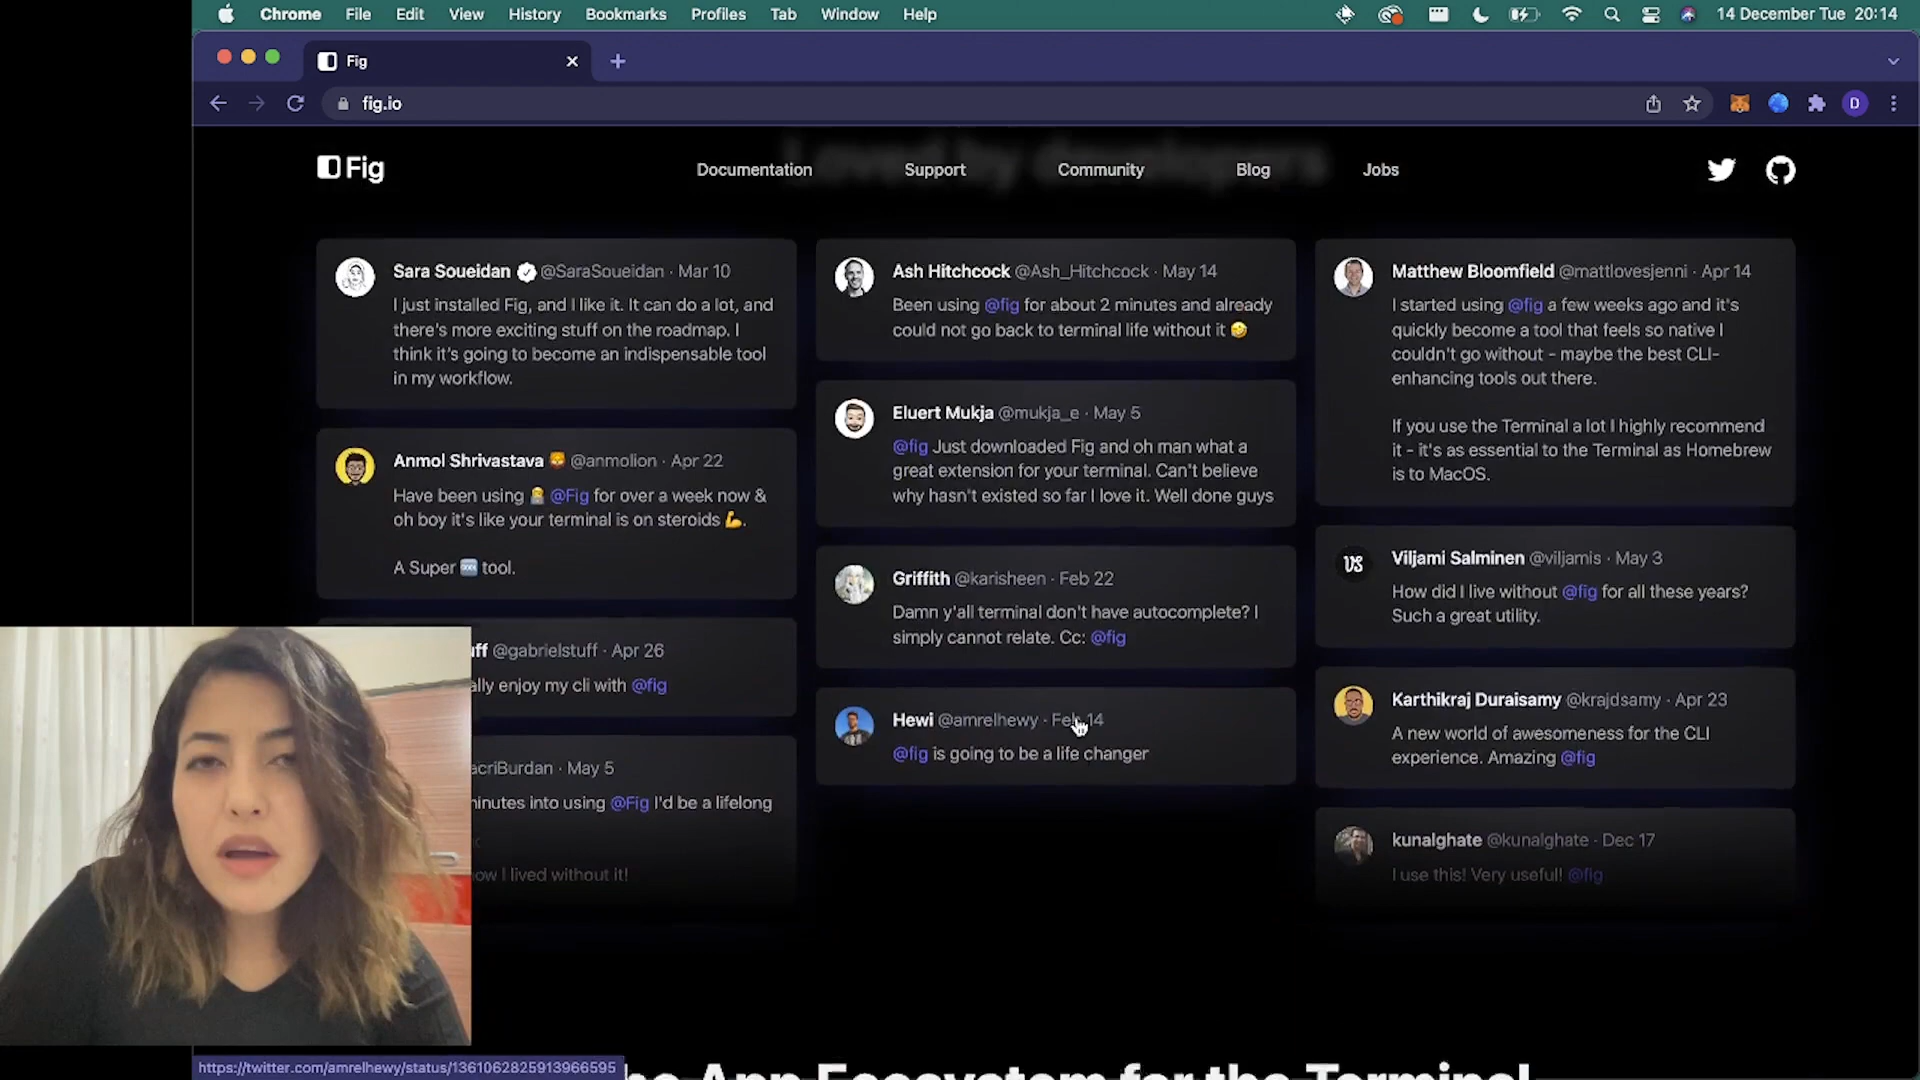 Chrome File Edit View History Bookmarks Profiles Tab Window Help 14 December Tue 20:14
Fig
fig.io D
Loved by developers
Fig Documentation Support Community Blog Jobs
Sara Soueidan @SaraSoueidan · Mar 10
I just installed Fig, and I like it. It can do a lot, and
there's more exciting stuff on the roadmap. I
think it's going to become an indispensable tool
in my workflow.
Anmol Shrivastava @anmolion · Apr 22
Have been using @Fig for over a week now &
oh boy it's like your terminal is on steroids
A Super tool.
uff @gabrielstuff · Apr 26
ally enjoy my cli with @fig
acriBurdan · May 5
minutes into using @Fig I'd be a lifelong
how I lived without it!
Ash Hitchcock @Ash_Hitchcock · May 14
Been using @fig for about 2 minutes and already
could not go back to terminal life without it
Eluert Mukja @mukja_e · May 5
@fig Just downloaded Fig and oh man what a
great extension for your terminal. Can't believe
why hasn't existed so far I love it. Well done guys
Griffith @karisheen · Feb 22
Damn y'all terminal don't have autocomplete? I
simply cannot relate. Cc: @fig
Hewi @amrelhewy · Feb 14
@fig is going to be a life changer
Matthew Bloomfield @mattlovesjenni · Apr 14
I started using @fig a few weeks ago and it's
quickly become a tool that feels so native I
couldn't go without - maybe the best CLI-
enhancing tools out there.
If you use the Terminal a lot I highly recommend
it - it's as essential to the Terminal as Homebrew
is to MacOS.
VS
Viljami Salminen @viljamis · May 3
How did I live without @fig for all these years?
Such a great utility.
Karthikraj Duraisamy @krajdsamy · Apr 23
A new world of awesomeness for the CLI
experience. Amazing @fig
kunalghate @kunalghate · Dec 17
I use this! Very useful! @fig
https://twitter.com/amrelhewy/status/1361062825913966595
he App Ecosystem for the Terminal